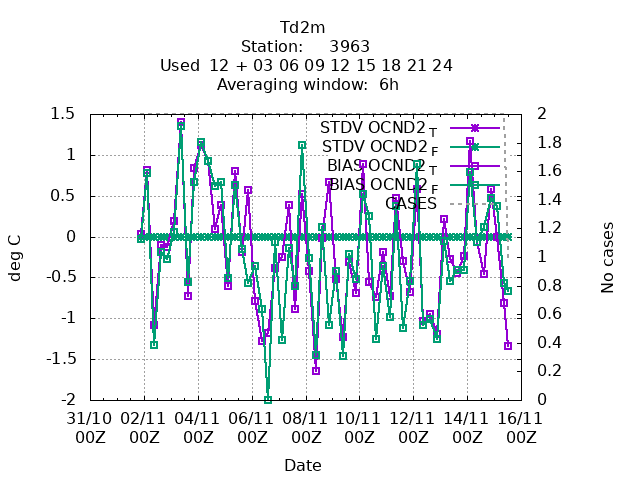 Td2m
Station:     3963
Used  12 + 03 06 09 12 15 18 21 24
Averaging window:  6h
1.5
1
0.5
0
-0.5
-1
-1.5
-2
deg C
2
1.8
1.6
1.4
1.2
1
0.8
0.6
0.4
0.2
0
No cases
STDV OCND2 T
STDV OCND2 F
BIAS OCND2 T
BIAS OCND2 F
CASES
31/10 02/11 04/11 06/11 08/11 10/11 12/11 14/11 16/11
00Z 00Z 00Z 00Z 00Z 00Z 00Z 00Z 00Z
Date